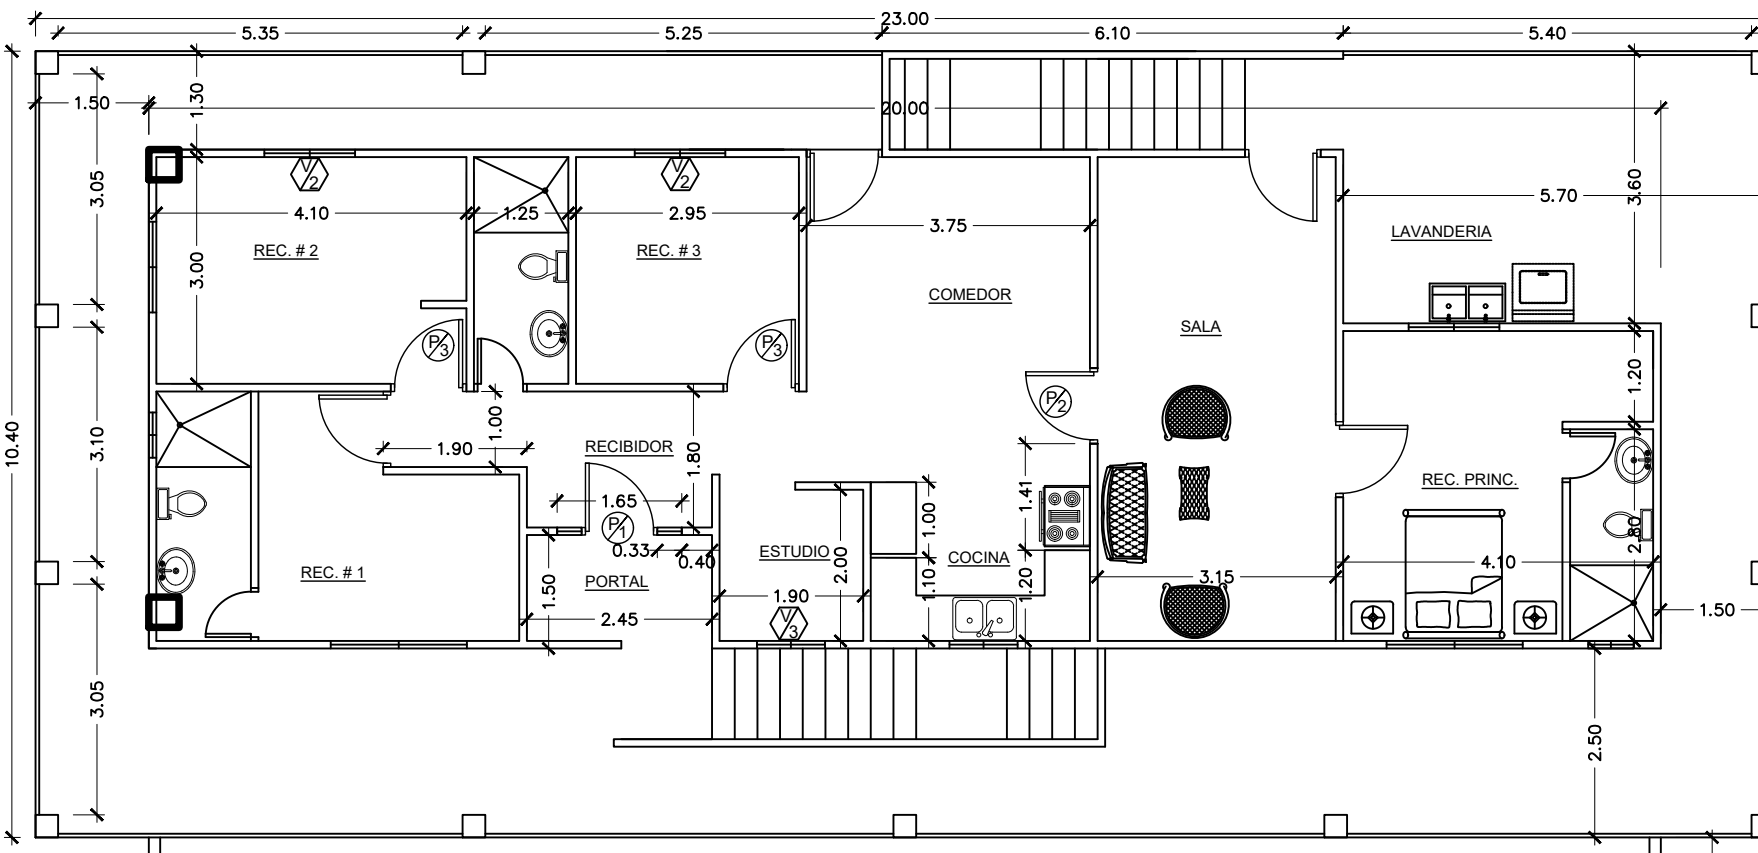 23.00
5.35
5.25
6.10
5.40
1.50
1.30
20.00
3.05
V/2
V/2
3.60
5.70
4.10
1.25
2.95
3.75
LAVANDERIA
REC. # 2
REC. # 3
3.00
COMEDOR
SALA
P/3
P/3
1.20
P/2
10.40
3.10
1.00
1.90
RECIBIDOR
1.80
1.41
REC. PRINC.
1.65
P/1
1.00
2.80
0.33
0.40
ESTUDIO
2.00
COCINA
4.10
REC. # 1
PORTAL
1.50
1.90
1.10
1.20
3.15
1.50
2.45
V/3
3.05
2.50